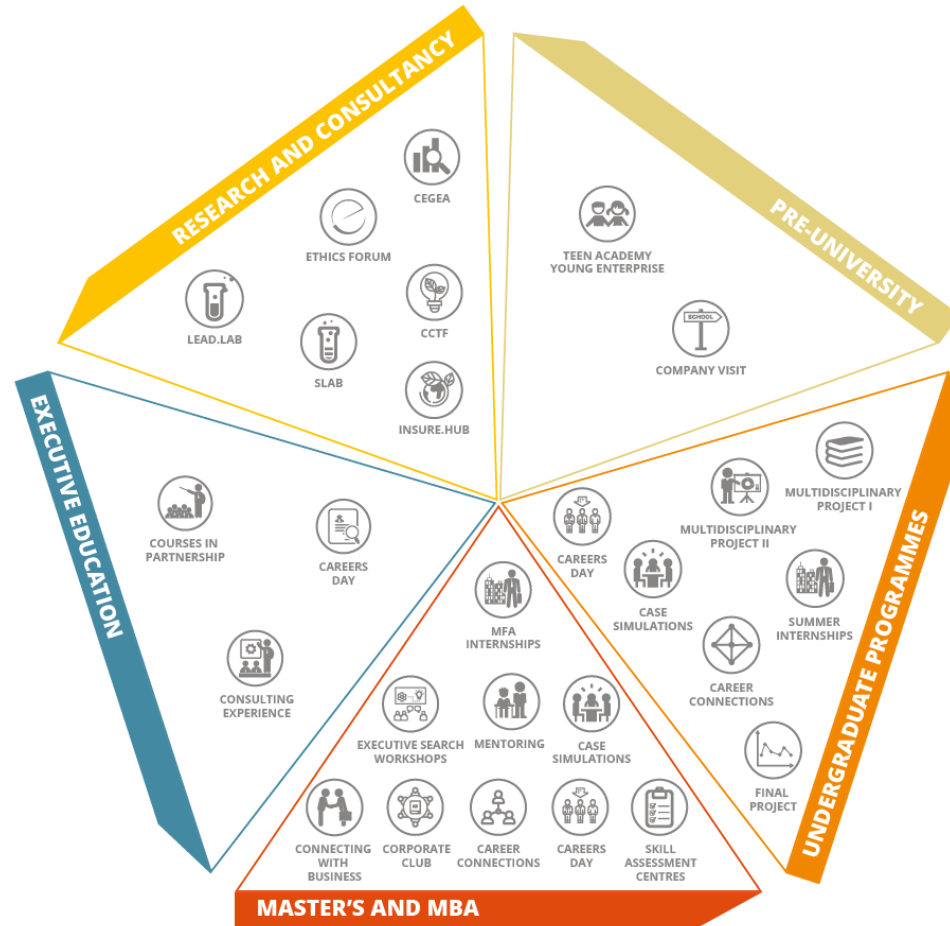 RESEARCH AND CONSULTANCY
CEGEA
ETHICS FORUM
LEAD.LAB
CCTF
SLAB
INSURE.HUB
PRE-UNIVERSITY
TEEN ACADEMY
YOUNG ENTERPRISE
SCHOOL
COMPANY VISIT
EXECUTIVE EDUCATION
COURSES IN
PARTNERSHIP
CAREERS
DAY
CONSULTING
EXPERIENCE
UNDERGRADUATE PROGRAMMES
MULTIDISCIPLINARY
PROJECT I
MULTIDISCIPLINARY
PROJECT II
CAREERS
DAY
CASE
SIMULATIONS
SUMMER
INTERNSHIPS
CAREER
CONNECTIONS
FINAL
PROJECT
MFA
INTERNSHIPS
EXECUTIVE SEARCH
WORKSHOPS
MENTORING
CASE
SIMULATIONS
CONNECTING
WITH
BUSINESS
CORPORATE
CLUB
CAREER
CONNECTIONS
CAREERS
DAY
SKILL
ASSESSMENT
CENTRES
MASTER'S AND MBA